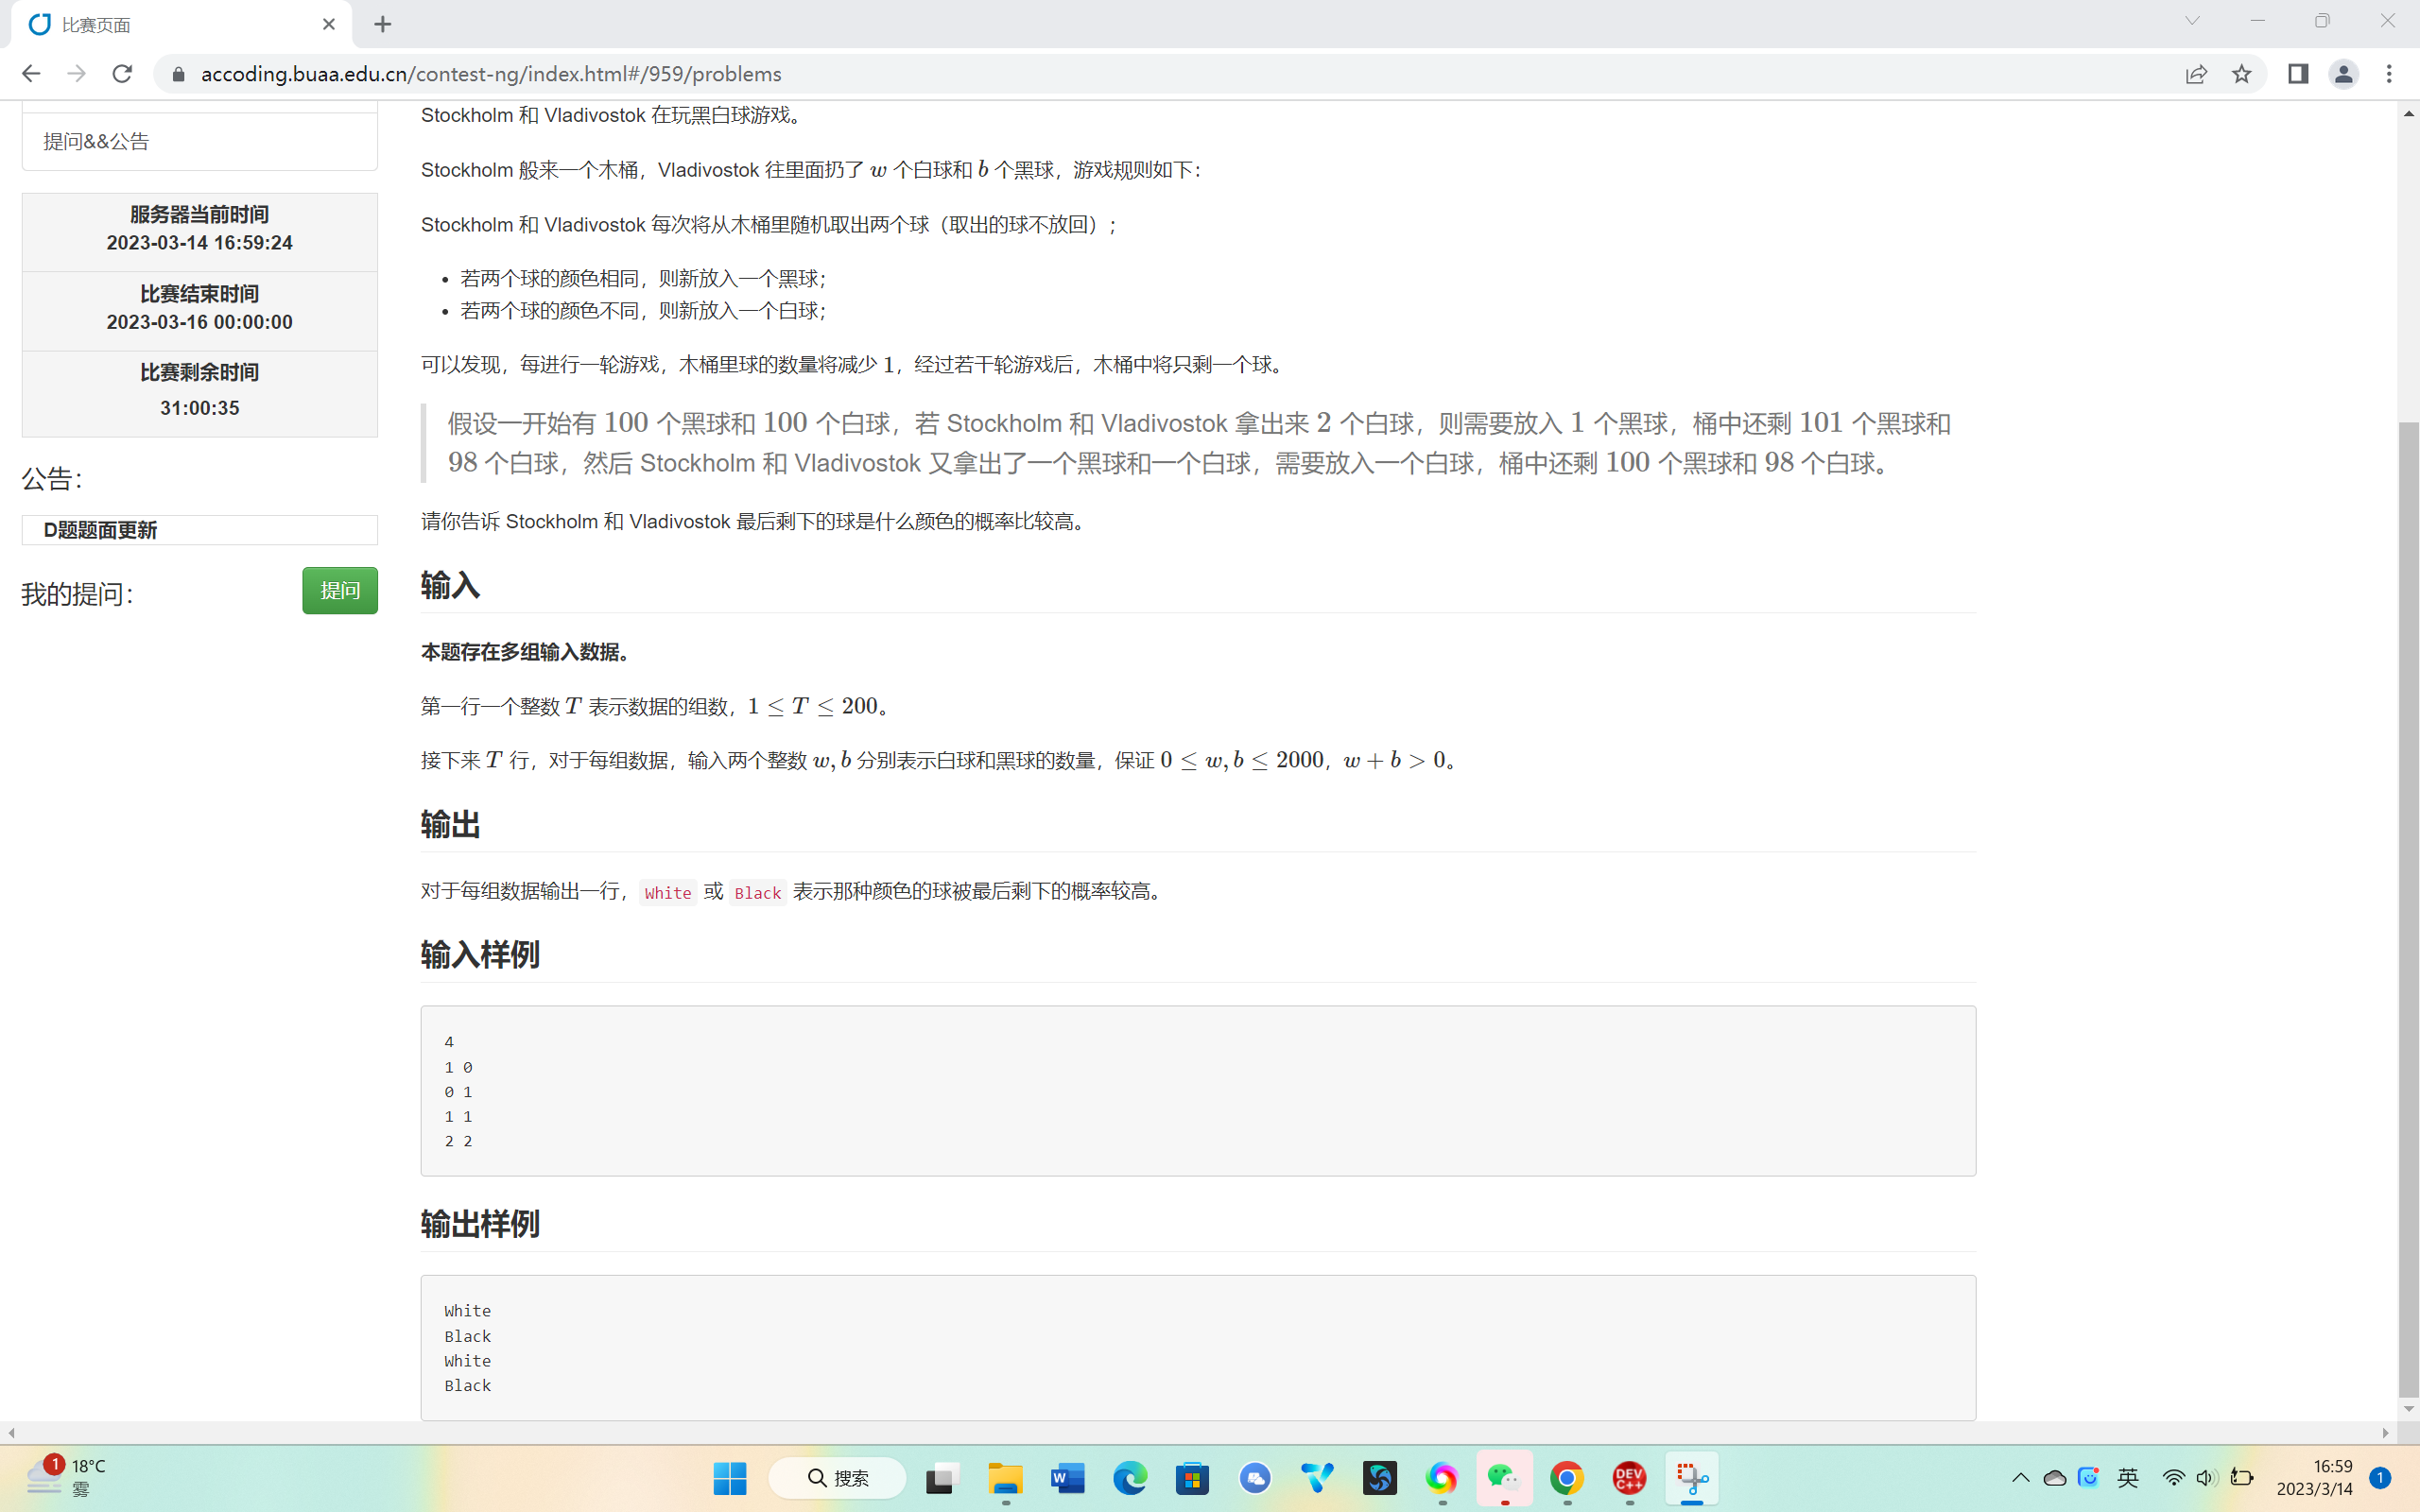 比赛页面
accoding.buaa.edu.cn/contest-ng/index.html#/959/problems
提问&&公告
服务器当前时间
2023-03-14 16:59:24
比赛结束时间
2023-03-16 00:00:00
比赛剩余时间
31:00:35
公告：
D题题面更新
我的提问：
提问
Stockholm 和 Vladivostok 在玩黑白球游戏。
Stockholm 般来一个木桶，Vladivostok 往里面扔了 w 个白球和 b 个黑球，游戏规则如下：
Stockholm 和 Vladivostok 每次将从木桶里随机取出两个球（取出的球不放回）；
• 若两个球的颜色相同，则新放入一个黑球；
• 若两个球的颜色不同，则新放入一个白球；
可以发现，每进行一轮游戏，木桶里球的数量将减少 1，经过若干轮游戏后，木桶中将只剩一个球。
假设一开始有 100 个黑球和 100 个白球，若 Stockholm 和 Vladivostok 拿出来 2 个白球，则需要放入 1 个黑球，桶中还剩 101 个黑球和
98 个白球，然后 Stockholm 和 Vladivostok 又拿出了一个黑球和一个白球，需要放入一个白球，桶中还剩 100 个黑球和 98 个白球。
请你告诉 Stockholm 和 Vladivostok 最后剩下的球是什么颜色的概率比较高。
输入
本题存在多组输入数据。
第一行一个整数 T 表示数据的组数，1 ≤ T ≤ 200。
接下来 T 行，对于每组数据，输入两个整数 w, b 分别表示白球和黑球的数量，保证 0 ≤ w, b ≤ 2000，w + b > 0。
输出
对于每组数据输出一行，White 或 Black 表示那种颜色的球被最后剩下的概率较高。
输入样例
4
1 0
0 1
1 1
2 2
输出样例
White
Black
White
Black
1
18°C
雾
搜索
W
DEV
C++
英
16:59
2023/3/14
1